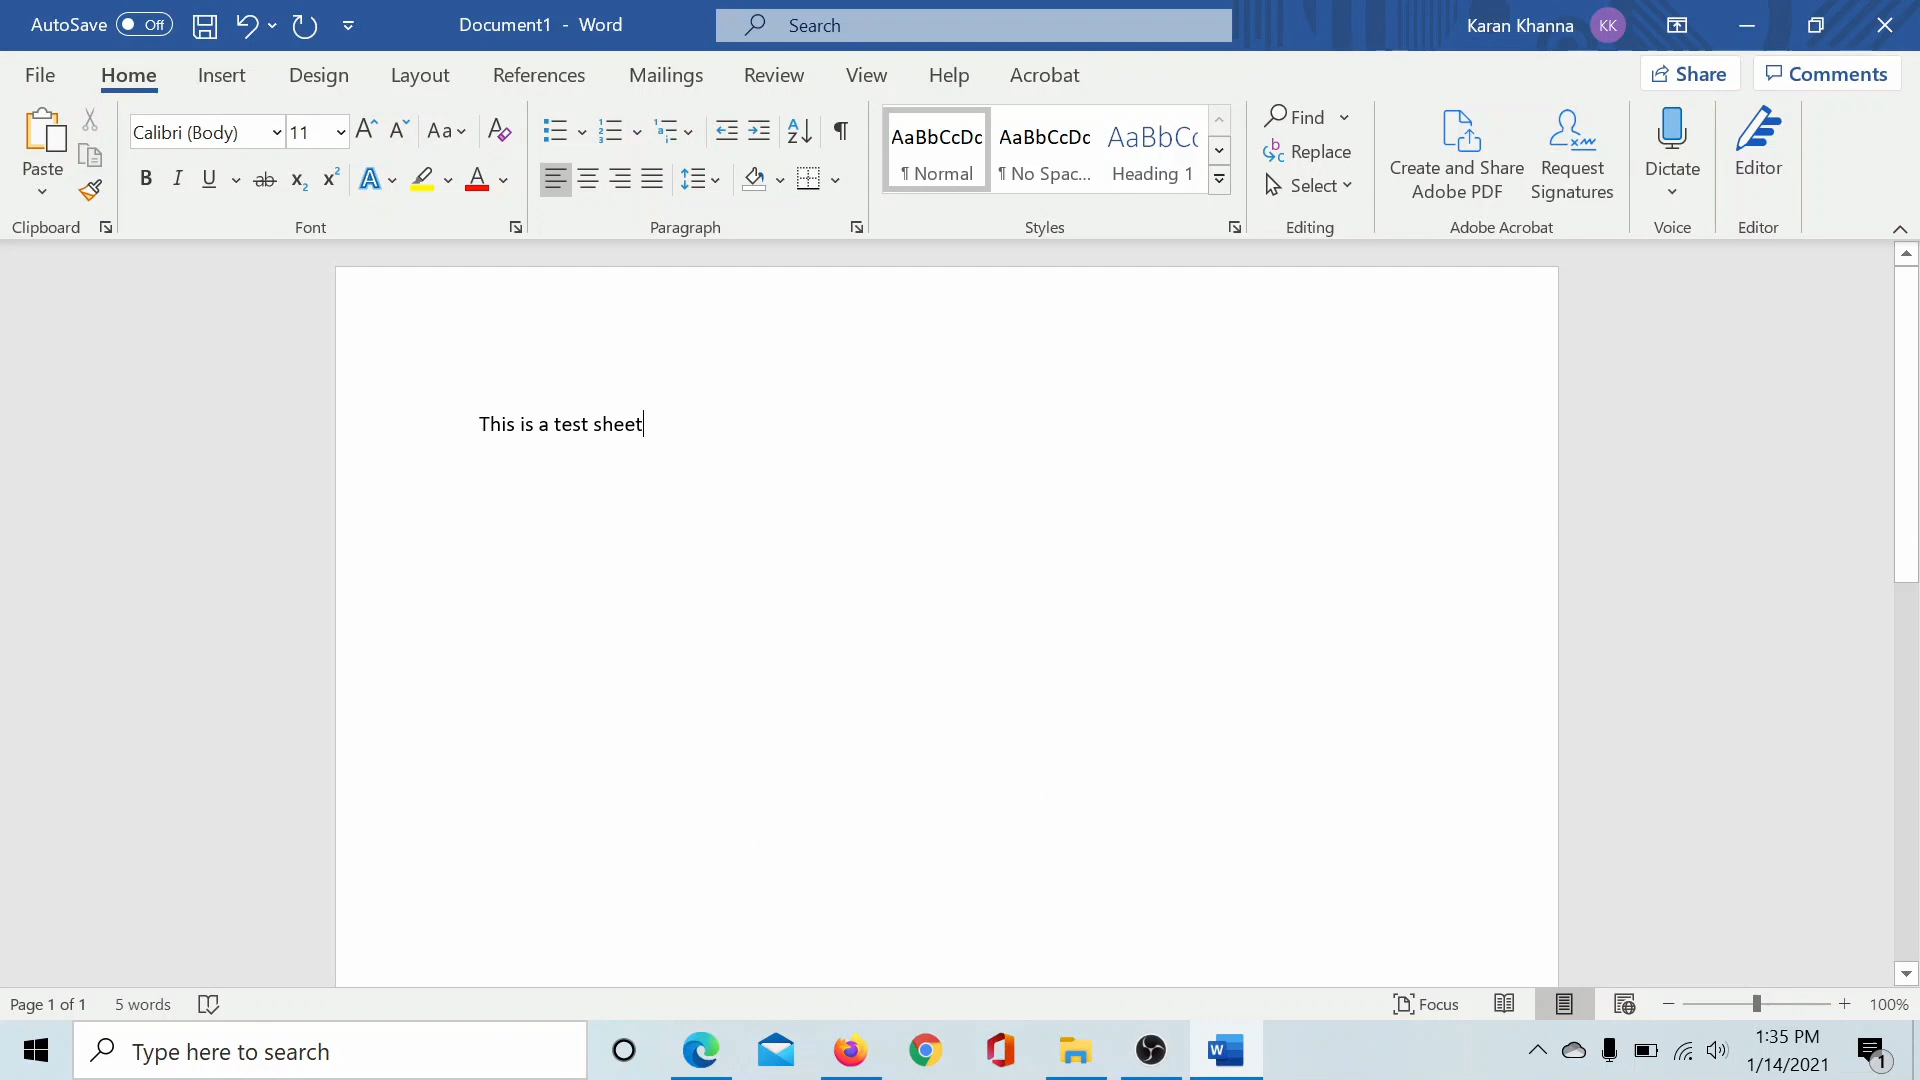 AutoSave Off Document1 - Word Search Karan Khanna KK
File Home Insert Design Layout References Mailings Review View Help Acrobat Share Comments
Paste
Calibri (Body) 11 Aa
AaBbCcDc AaBbCcDc AaBbCc
¶ Normal ¶ No Spac... Heading 1
Find
Replace
Select
Create and Share
Adobe PDF
Request
Signatures
Dictate
Editor
Clipboard Font Paragraph Styles Editing Adobe Acrobat Voice Editor
This is a test sheet
Page 1 of 1 5 words Focus 100%
Type here to search
1:35 PM
1/14/2021
1